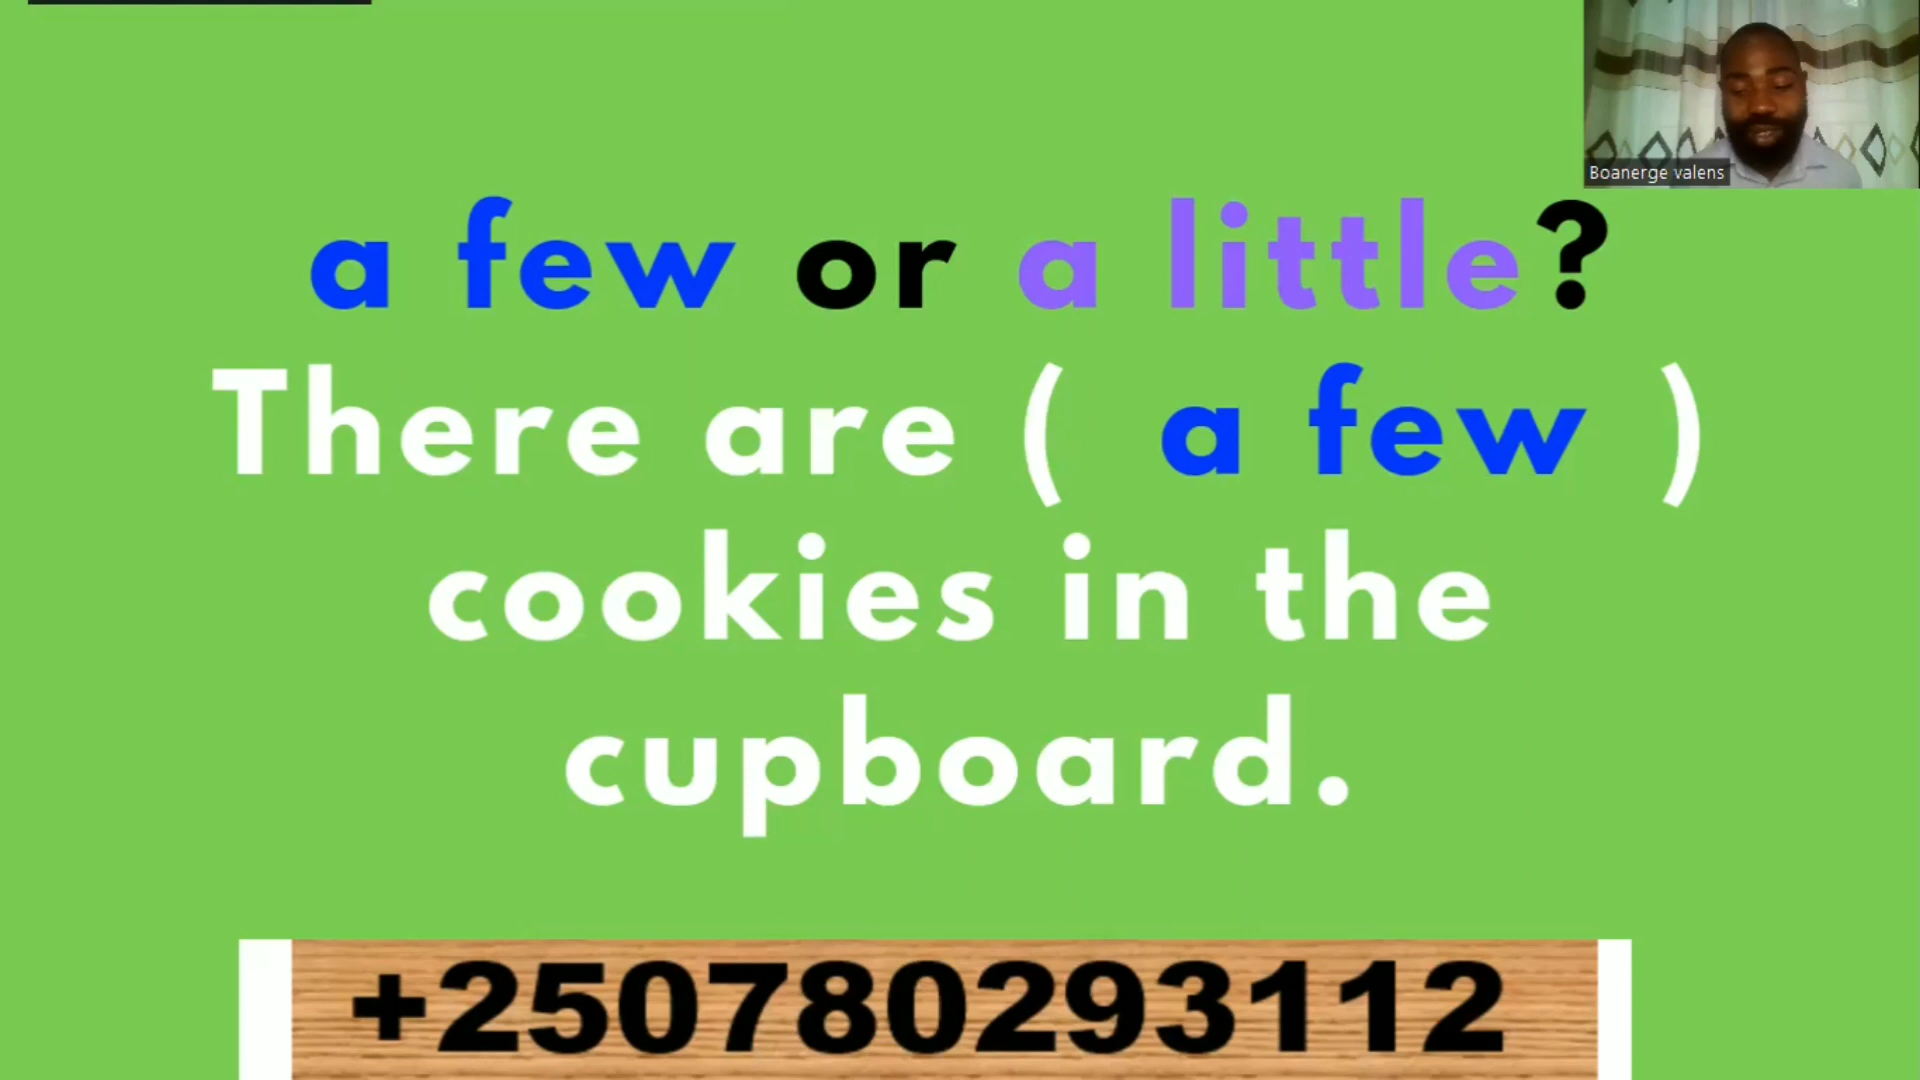 Boanerge valens
a few or a little?
There are ( a few )
cookies in the
cupboard.
+250780293112